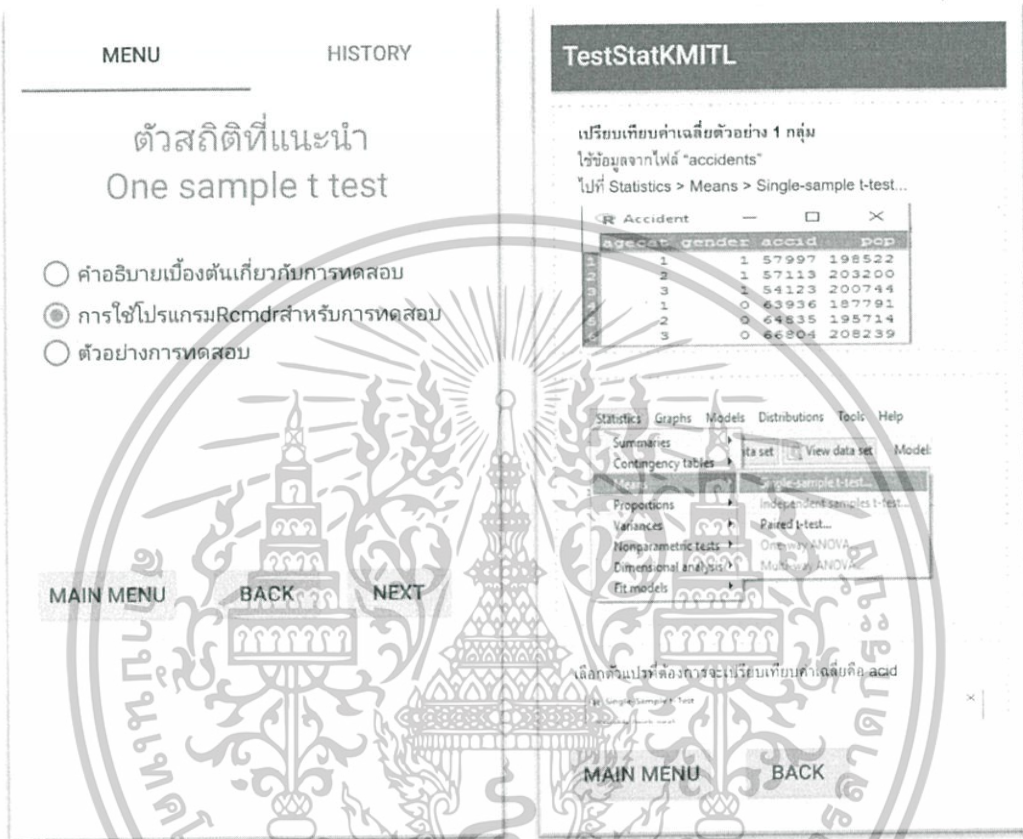 MENU HISTORY
ตัวสถิติที่แนะนำ
One sample t test
คำอธิบายเบื้องต้นเกี่ยวกับการทดสอบ
การใช้โปรแกรมRcmdrสำหรับการทดสอบ
ตัวอย่างการทดสอบ
MAIN MENU BACK NEXT
TestStatKMITL
เปรียบเทียบค่าเฉลี่ยตัวอย่าง 1 กลุ่ม
ใช้ข้อมูลจากไฟล์ "accidents"
ไปที่ Statistics > Means > Single-sample t-test...
Accident
agecat gender accid pop
1 1 1 57997 198522
2 2 1 57113 203200
3 3 1 54123 200744
4 1 0 63936 187791
5 2 0 64835 195714
6 3 0 66804 208239
Statistics Graphs Models Distributions Tools Help
Summaries
Contingency tables
Means
Proportions
Variances
Nonparametric tests
Dimensional analysis
Fit models
ata set View data set Model:
Single-sample t-test...
Independent samples t-test...
Paired t-test...
One-way ANOVA...
Multi-way ANOVA...
เลือกตัวแปรที่ต้องการจะเปรียบเทียบค่าเฉลี่ยคือ acid
Single-Sample t-Test
MAIN MENU BACK